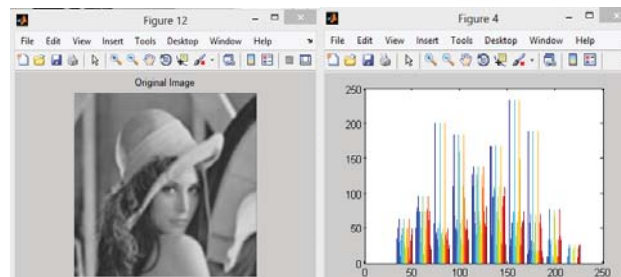 Figure 12
File Edit View Insert Tools Desktop Window Help
Original Image
Figure 4
File Edit View Insert Tools Desktop Window Help
250
200
150
100
50
0
0 50 100 150 200 250